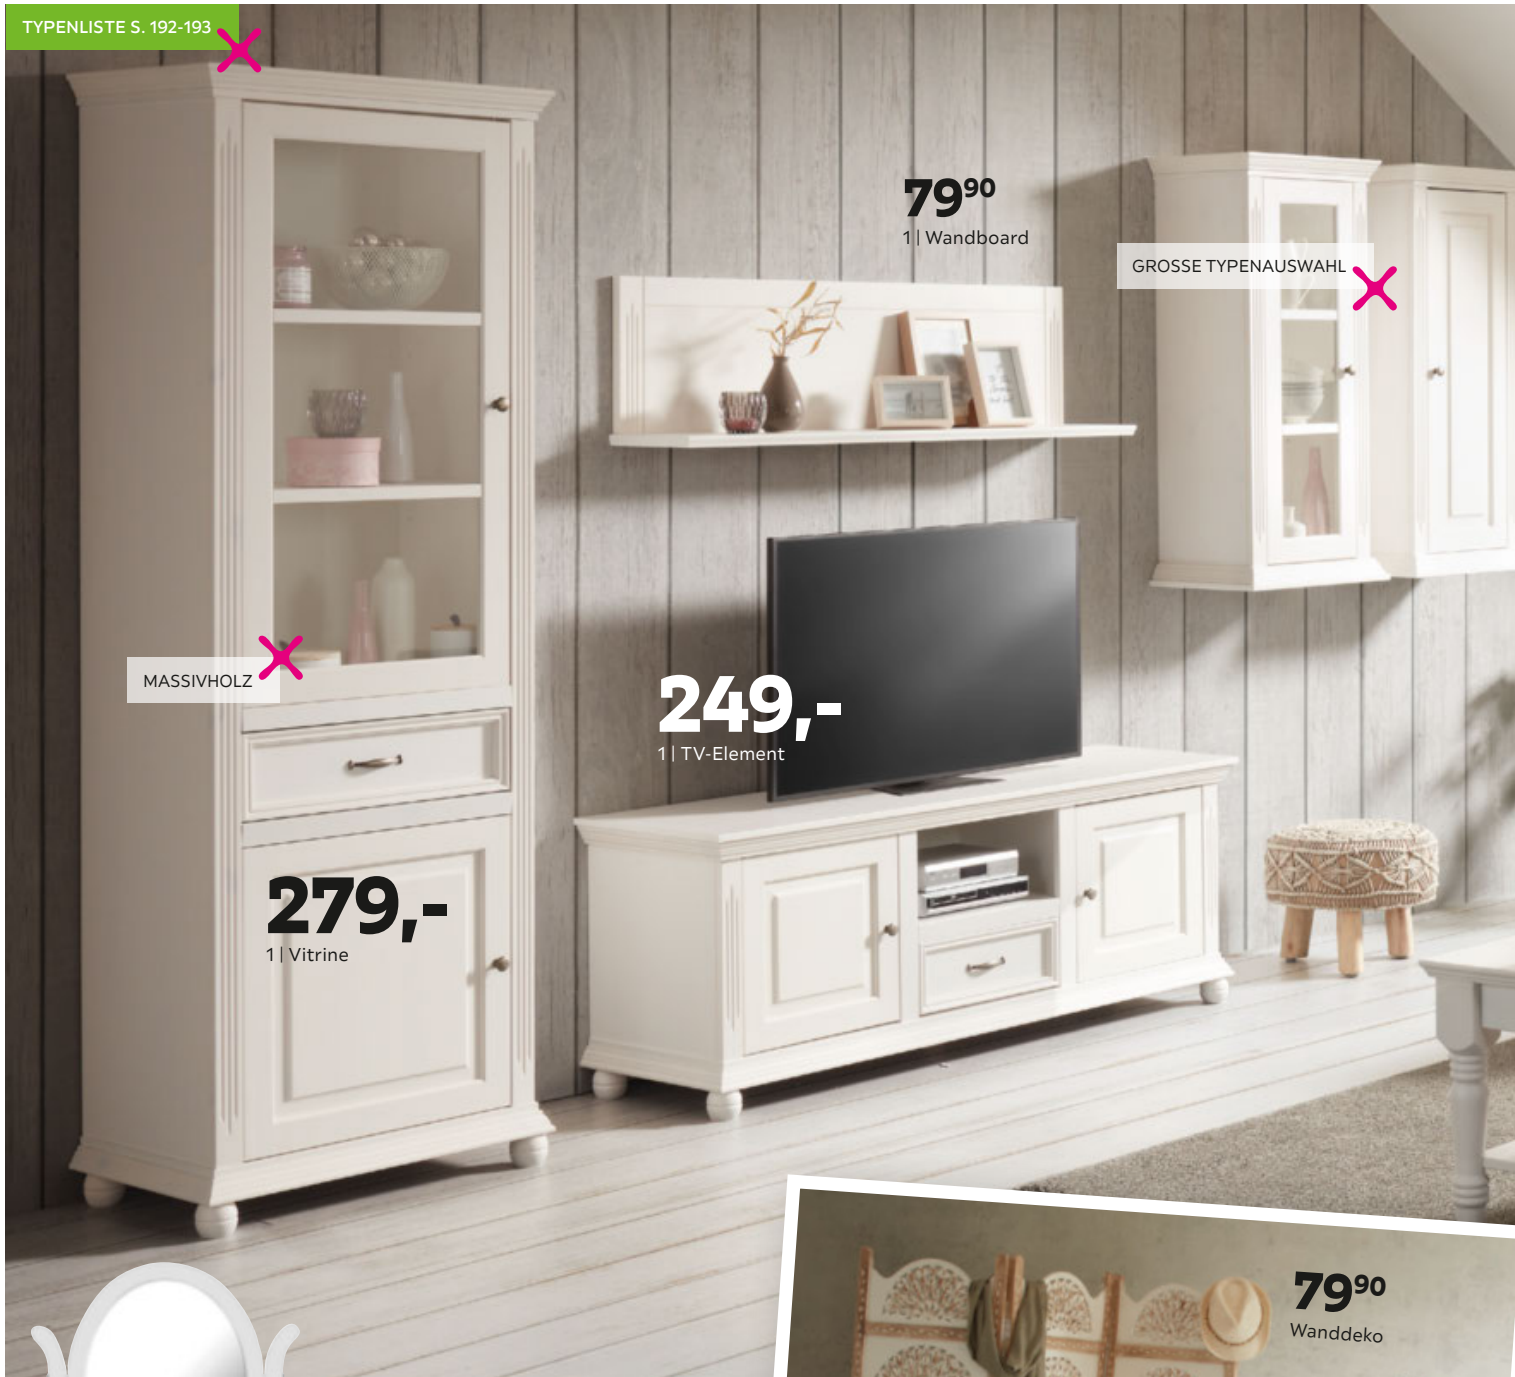 TYPENLISTE S. 192-193
79⁹⁰
1 | Wandboard
GROSSE TYPENAUSWAHL
MASSIVHOLZ
249,-
1 | TV-Element
279,-
1 | Vitrine
79⁹⁰
Wanddeko